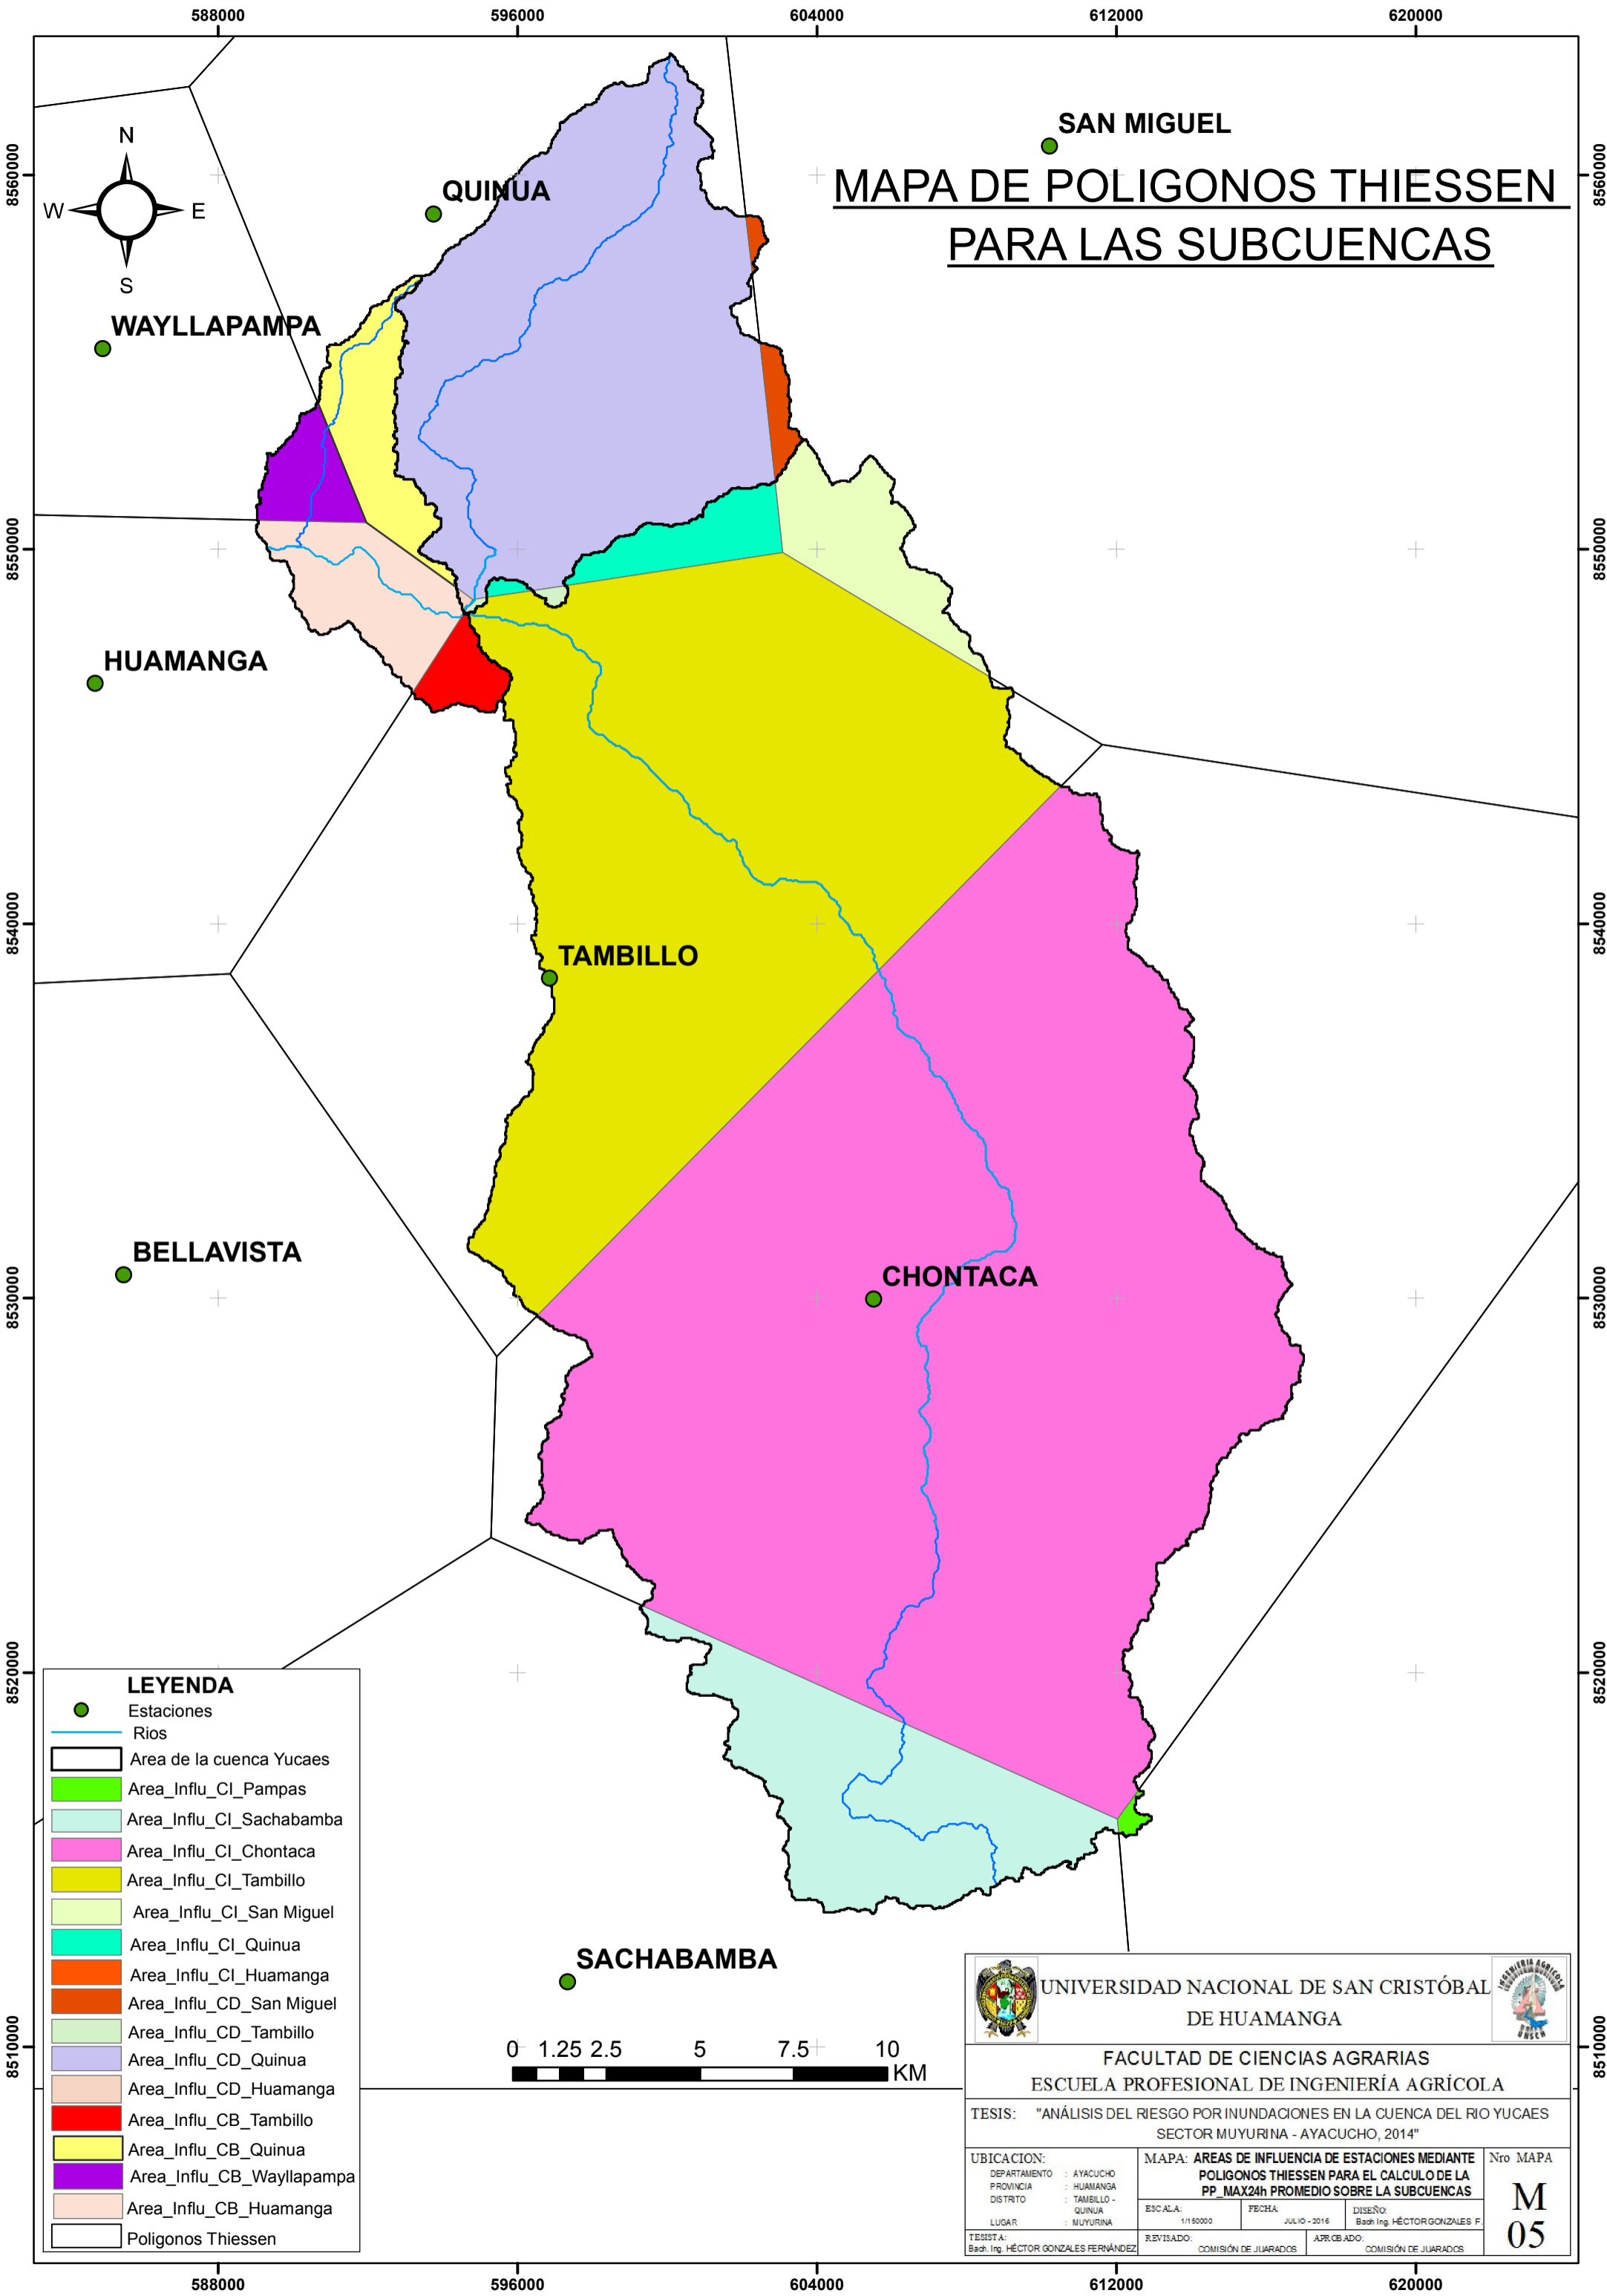 588000
596000
604000
612000
620000
8560000
8560000
SAN MIGUEL
MAPA DE POLIGONOS THIESSEN
PARA LAS SUBCUENCAS
N
W
E
S
QUINUA
WAYLLAPAMPA
8550000
8550000
HUAMANGA
8540000
8540000
TAMBILLO
BELLAVISTA
CHONTACA
8530000
8530000
8520000
8520000
LEYENDA
Estaciones
Rios
Area de la cuenca Yucaes
Area_Influ_CI_Pampas
Area_Influ_CI_Sachabamba
Area_Influ_CI_Chontaca
Area_Influ_CI_Tambillo
Area_Influ_CI_San Miguel
Area_Influ_CI_Quinua
Area_Influ_CI_Huamanga
Area_Influ_CD_San Miguel
Area_Influ_CD_Tambillo
Area_Influ_CD_Quinua
Area_Influ_CD_Huamanga
Area_Influ_CB_Tambillo
Area_Influ_CB_Quinua
Area_Influ_CB_Wayllapampa
Area_Influ_CB_Huamanga
Poligonos Thiessen
SACHABAMBA
0 1.25 2.5 5 7.5 10
KM
8510000
8510000
UNIVERSIDAD NACIONAL DE SAN CRISTÓBAL
DE HUAMANGA
INGENIERIA AGRICOLA
UNSCH
FACULTAD DE CIENCIAS AGRARIAS
ESCUELA PROFESIONAL DE INGENIERÍA AGRÍCOLA
TESIS: "ANÁLISIS DEL RIESGO POR INUNDACIONES EN LA CUENCA DEL RIO YUCAES
SECTOR MUYURINA - AYACUCHO, 2014"
UBICACION:
DEPARTAMENTO : AYACUCHO
PROVINCIA : HUAMANGA
DISTRITO : TAMBILLO -
QUINUA
LUGAR : MUYURINA
MAPA: AREAS DE INFLUENCIA DE ESTACIONES MEDIANTE
POLIGONOS THIESSEN PARA EL CALCULO DE LA
PP_MAX24h PROMEDIO SOBRE LA SUBCUENCAS
Nro MAPA
M
05
ESCALA:
1/150000
FECHA:
JULIO - 2016
DISEÑO:
Bach Ing. HÉCTOR GONZALES F.
TESISTA:
Bach. Ing. HÉCTOR GONZALES FERNÁNDEZ
REVISADO:
COMISIÓN DE JUARADOS
APROBADO:
COMISIÓN DE JUARADOS
588000
596000
604000
612000
620000